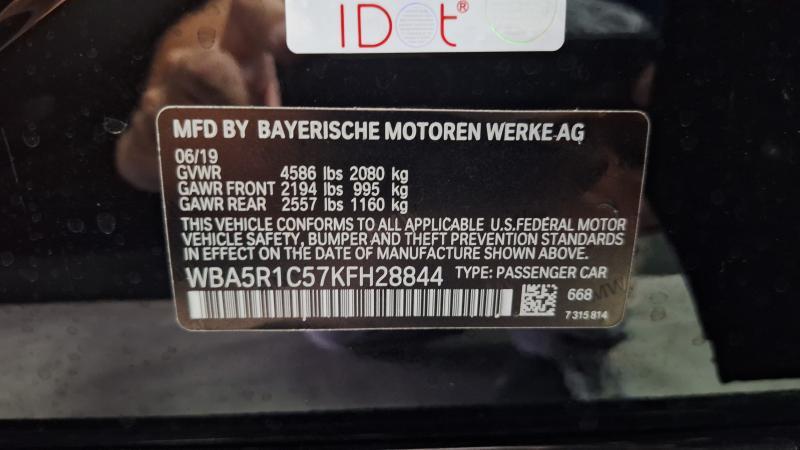 IDOt®
MFD BY BAYERISCHE MOTOREN WERKE AG
06/19
GVWR 4586 lbs 2080 kg
GAWR FRONT 2194 lbs 995 kg
GAWR REAR 2557 lbs 1160 kg
THIS VEHICLE CONFORMS TO ALL APPLICABLE U.S.FEDERAL MOTOR
VEHICLE SAFETY, BUMPER AND THEFT PREVENTION STANDARDS
IN EFFECT ON THE DATE OF MANUFACTURE SHOWN ABOVE.
WBA5R1C57KFH28844 TYPE: PASSENGER CAR
668
7 315 814